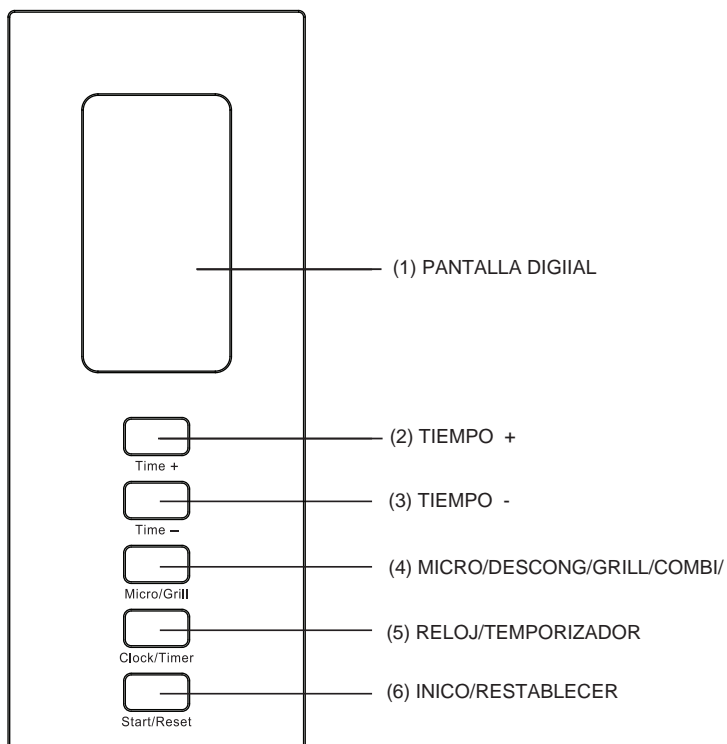 (1) PANTALLA DIGIIAL
(2) TIEMPO +
Time +
(3) TIEMPO -
Time –
(4) MICRO/DESCONG/GRILL/COMBI/
Micro/Grill
(5) RELOJ/TEMPORIZADOR
Clock/Timer
(6) INICO/RESTABLECER
Start/Reset